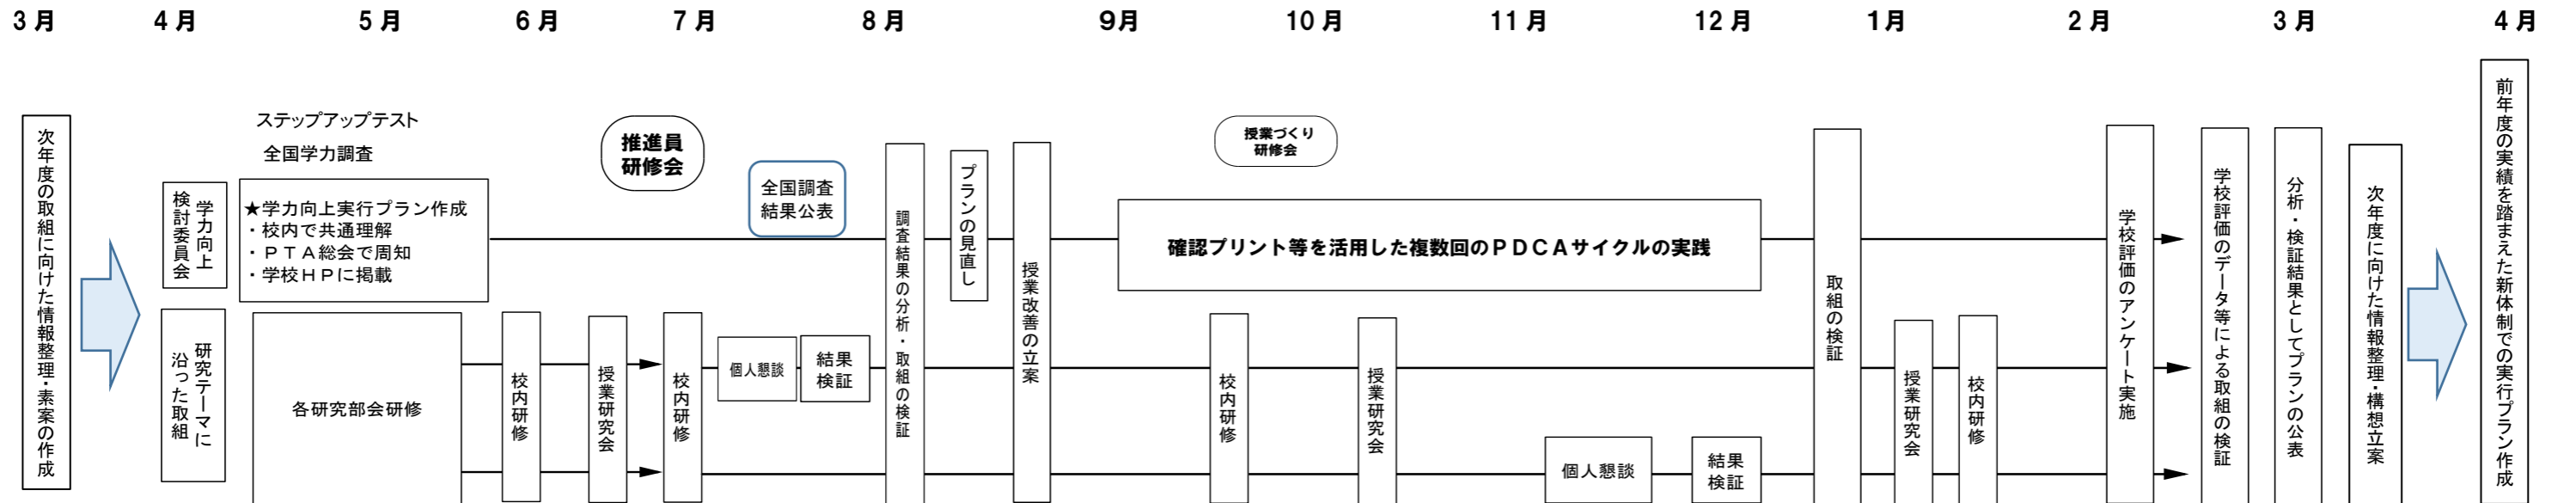 3月
4月
5月
6月
7月
8月
9月
10月
11月
12月
1月
2月
3月
4月
次年度の取組に向けた情報整理・素案の作成
学力向上
検討委員会
研究テーマに
沿った取組
ステップアップテスト
全国学力調査
★学力向上実行プラン作成
・校内で共通理解
・ＰＴＡ総会で周知
・学校ＨＰに掲載
各研究部会研修
校内研修
授業研究会
推進員
研修会
校内研修
全国調査
結果公表
個人懇談
結果
検証
調査結果の分析・取組の検証
プランの見直し
授業改善の立案
授業づくり
研修会
確認プリント等を活用した複数回のＰＤＣＡサイクルの実践
校内研修
授業研究会
個人懇談
結果
検証
取組の検証
授業研究会
校内研修
学校評価のアンケート実施
学校評価のデータ等による取組の検証
分析・検証結果としてプランの公表
次年度に向けた情報整理・構想立案
前年度の実績を踏まえた新体制での実行プラン作成